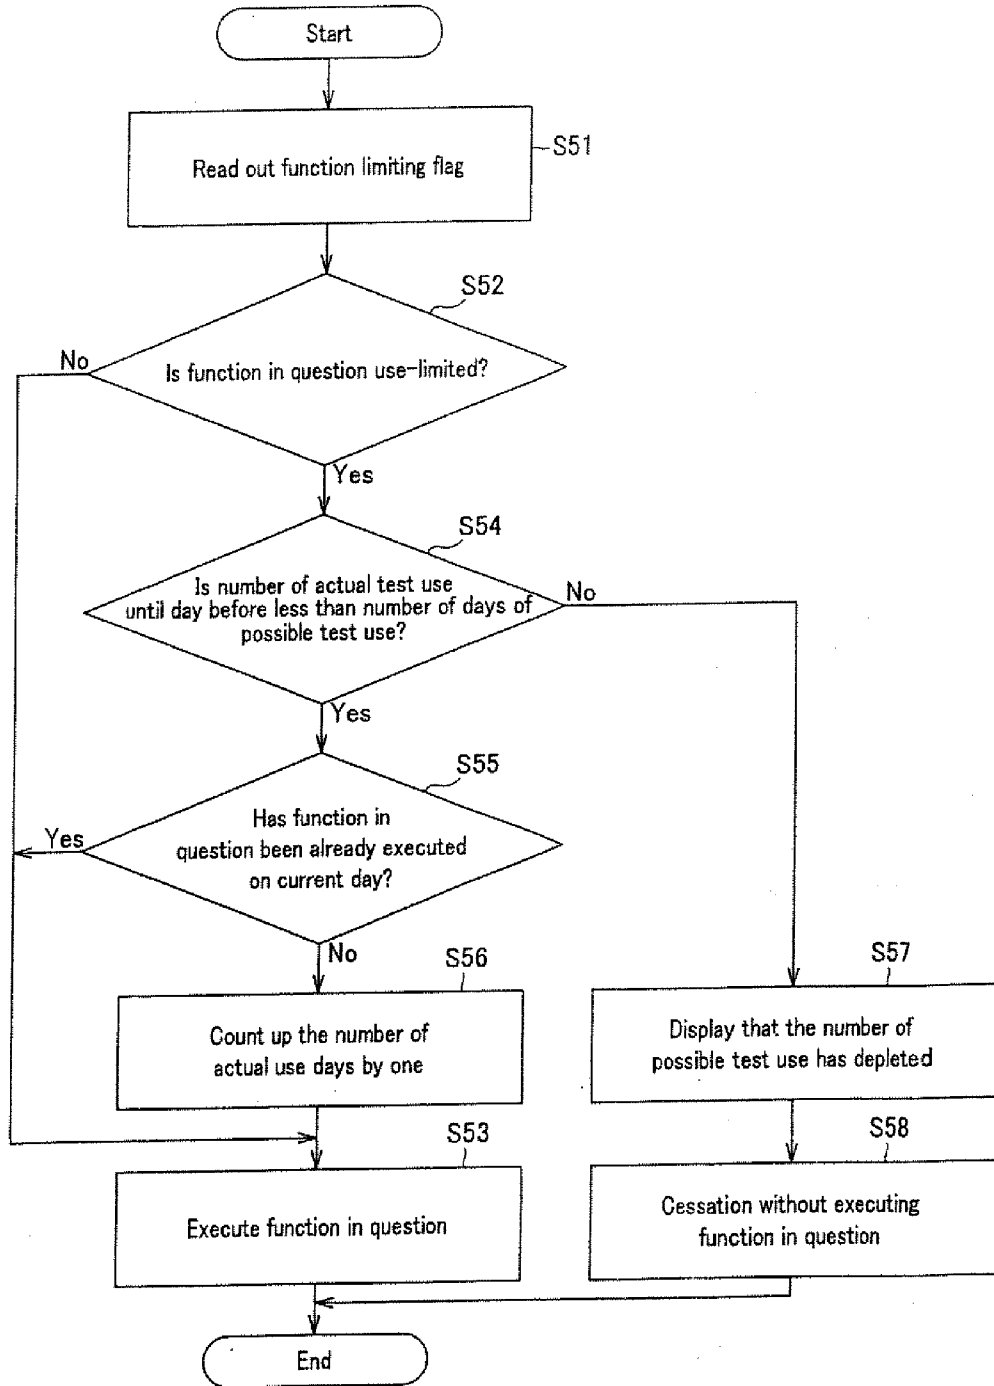 Start
Read out function limiting flag
S51
S52
Is function in question use-limited?
No
Yes
S54
Is number of actual test use
until day before less than number of days of
possible test use?
No
Yes
S55
Has function in
question been already executed
on current day?
Yes
No
S56
Count up the number of
actual use days by one
S57
Display that the number of
possible test use has depleted
S53
Execute function in question
S58
Cessation without executing
function in question
End